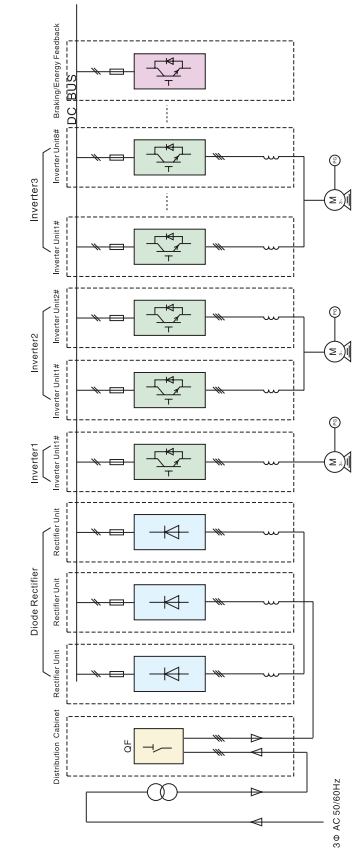 Diode Rectifier
Inverter1
Inverter2
Inverter3
Distribution Cabinet
Rectifier Unit
Rectifier Unit
Rectifier Unit
Inverter Unit1#
Inverter Unit1#
Inverter Unit2#
Inverter Unit1#
Inverter Unit8#
Braking/Energy Feedback
DC BUS
QF
M
M
M
3Φ AC 50/60Hz